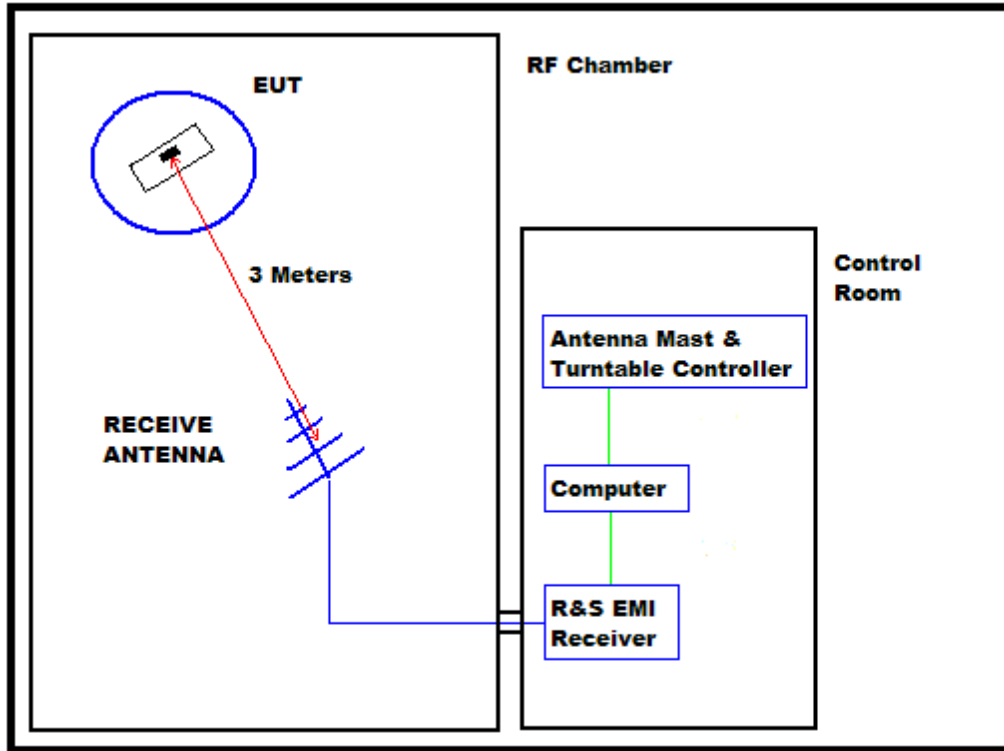 RF Chamber
EUT
3 Meters
RECEIVE
ANTENNA
Control
Room
Antenna Mast &
Turntable Controller
Computer
R&S EMI
Receiver